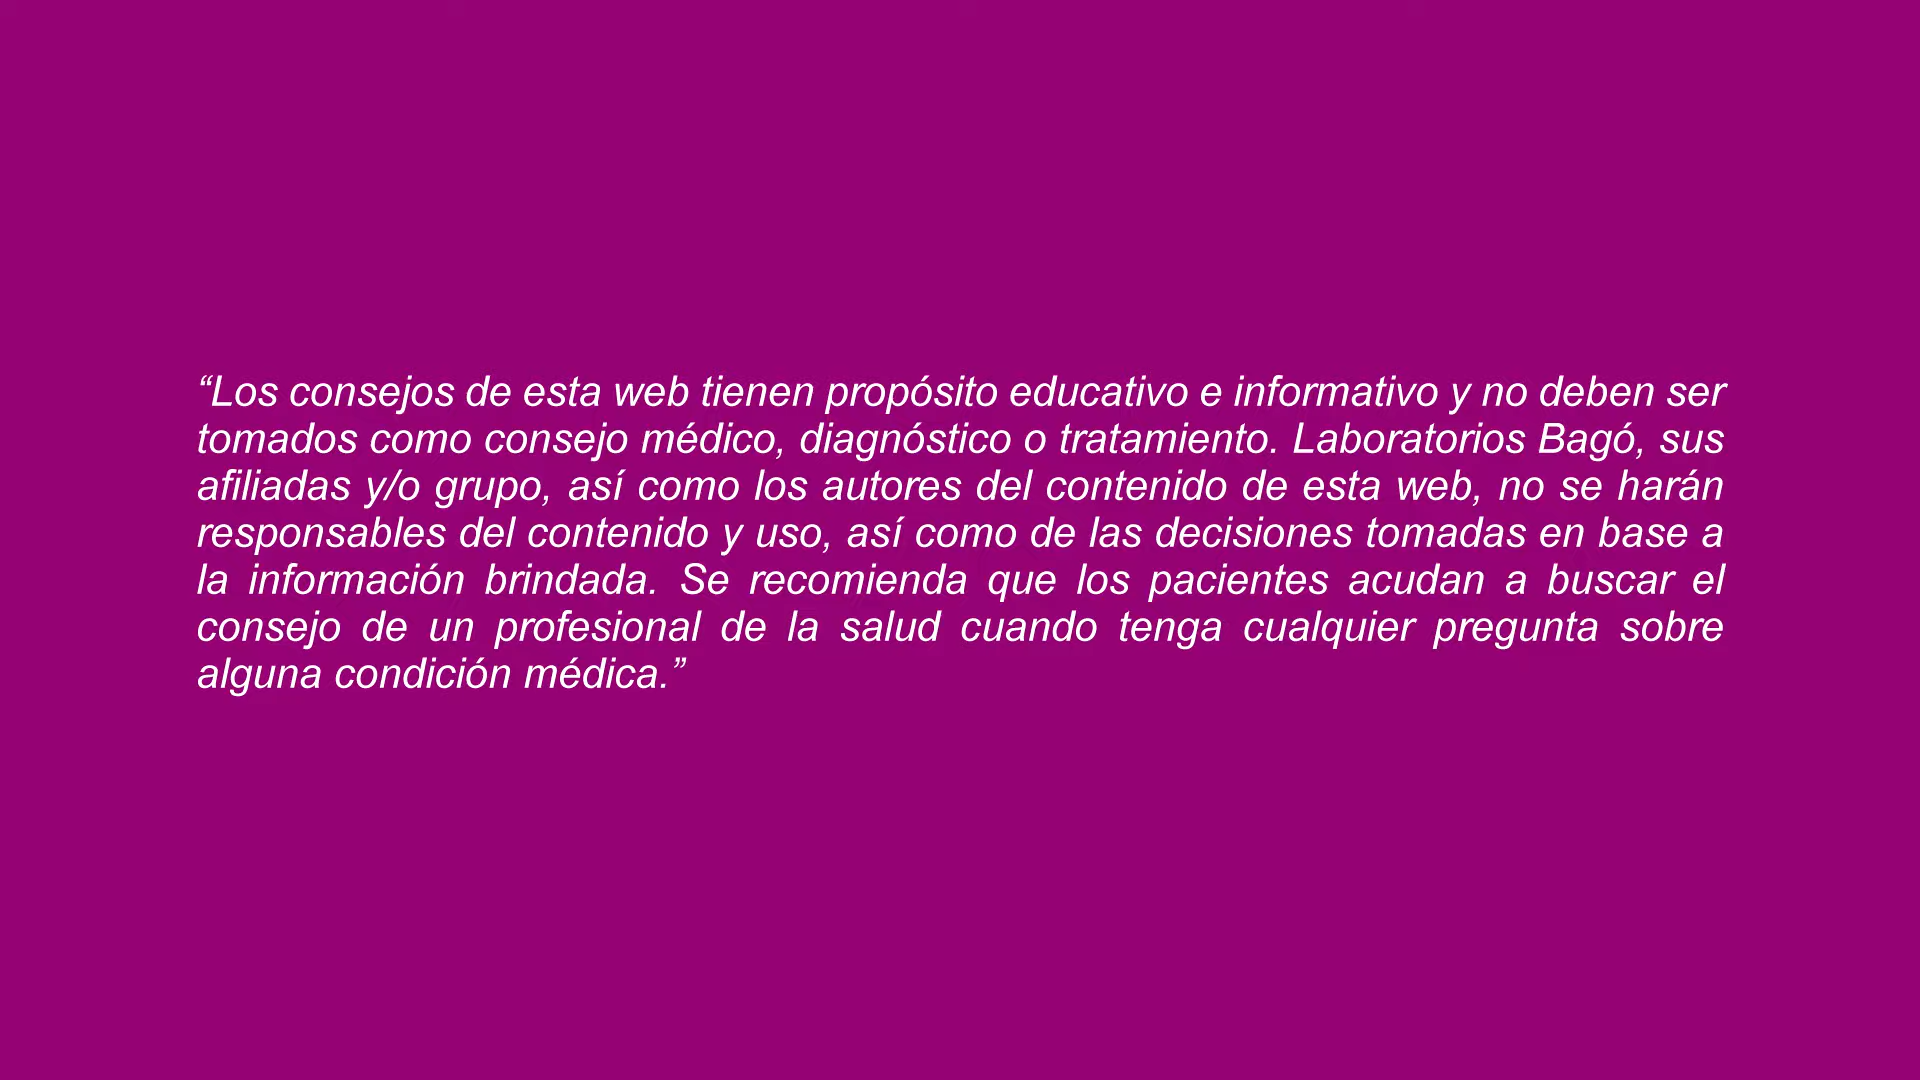 “Los consejos de esta web tienen propósito educativo e informativo y no deben ser
tomados como consejo médico, diagnóstico o tratamiento. Laboratorios Bagó, sus
afiliadas y/o grupo, así como los autores del contenido de esta web, no se harán
responsables del contenido y uso, así como de las decisiones tomadas en base a
la información brindada. Se recomienda que los pacientes acudan a buscar el
consejo de un profesional de la salud cuando tenga cualquier pregunta sobre
alguna condición médica.”